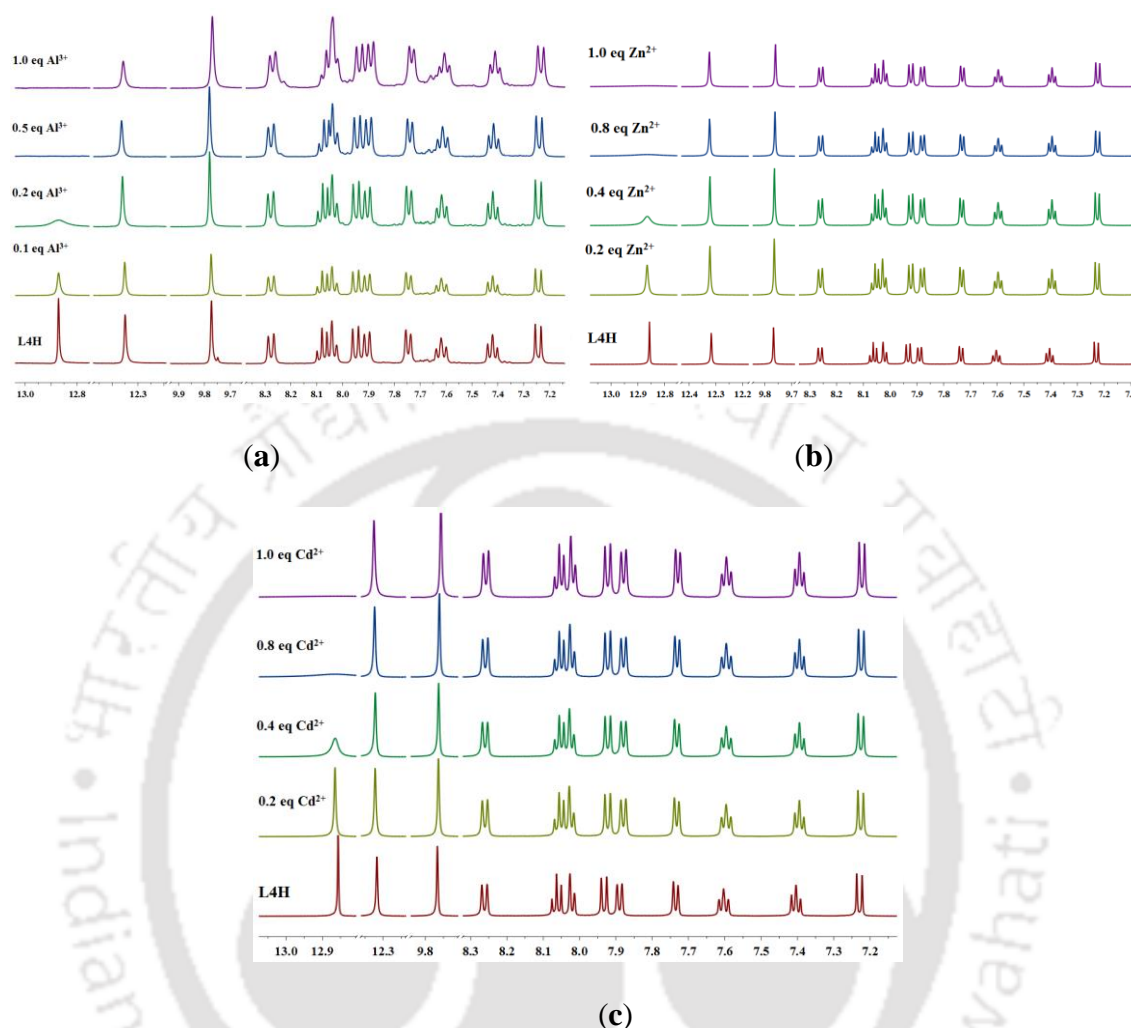 1.0 eq Al³⁺
0.5 eq Al³⁺
0.2 eq Al³⁺
0.1 eq Al³⁺
L4H
13.0 12.3 9.9 9.8 9.7 8.3 8.1 8.0 7.9 7.8 7.7 7.6 7.5 7.4 7.3 7.2
(a)
1.0 eq Zn²⁺
0.8 eq Zn²⁺
0.4 eq Zn²⁺
0.2 eq Zn²⁺
L4H
13.0 12.9 12.8 12.4 12.3 12.2 9.8 9.7 8.3 8.1 8.0 7.9 7.8 7.7 7.6 7.5 7.4 7.3 7.2
(b)
1.0 eq Cd²⁺
0.8 eq Cd²⁺
0.4 eq Cd²⁺
0.2 eq Cd²⁺
L4H
13.0 12.9 12.3 9.8 8.3 8.2 8.1 8.0 7.9 7.8 7.7 7.6 7.5 7.4 7.3 7.2
(c)